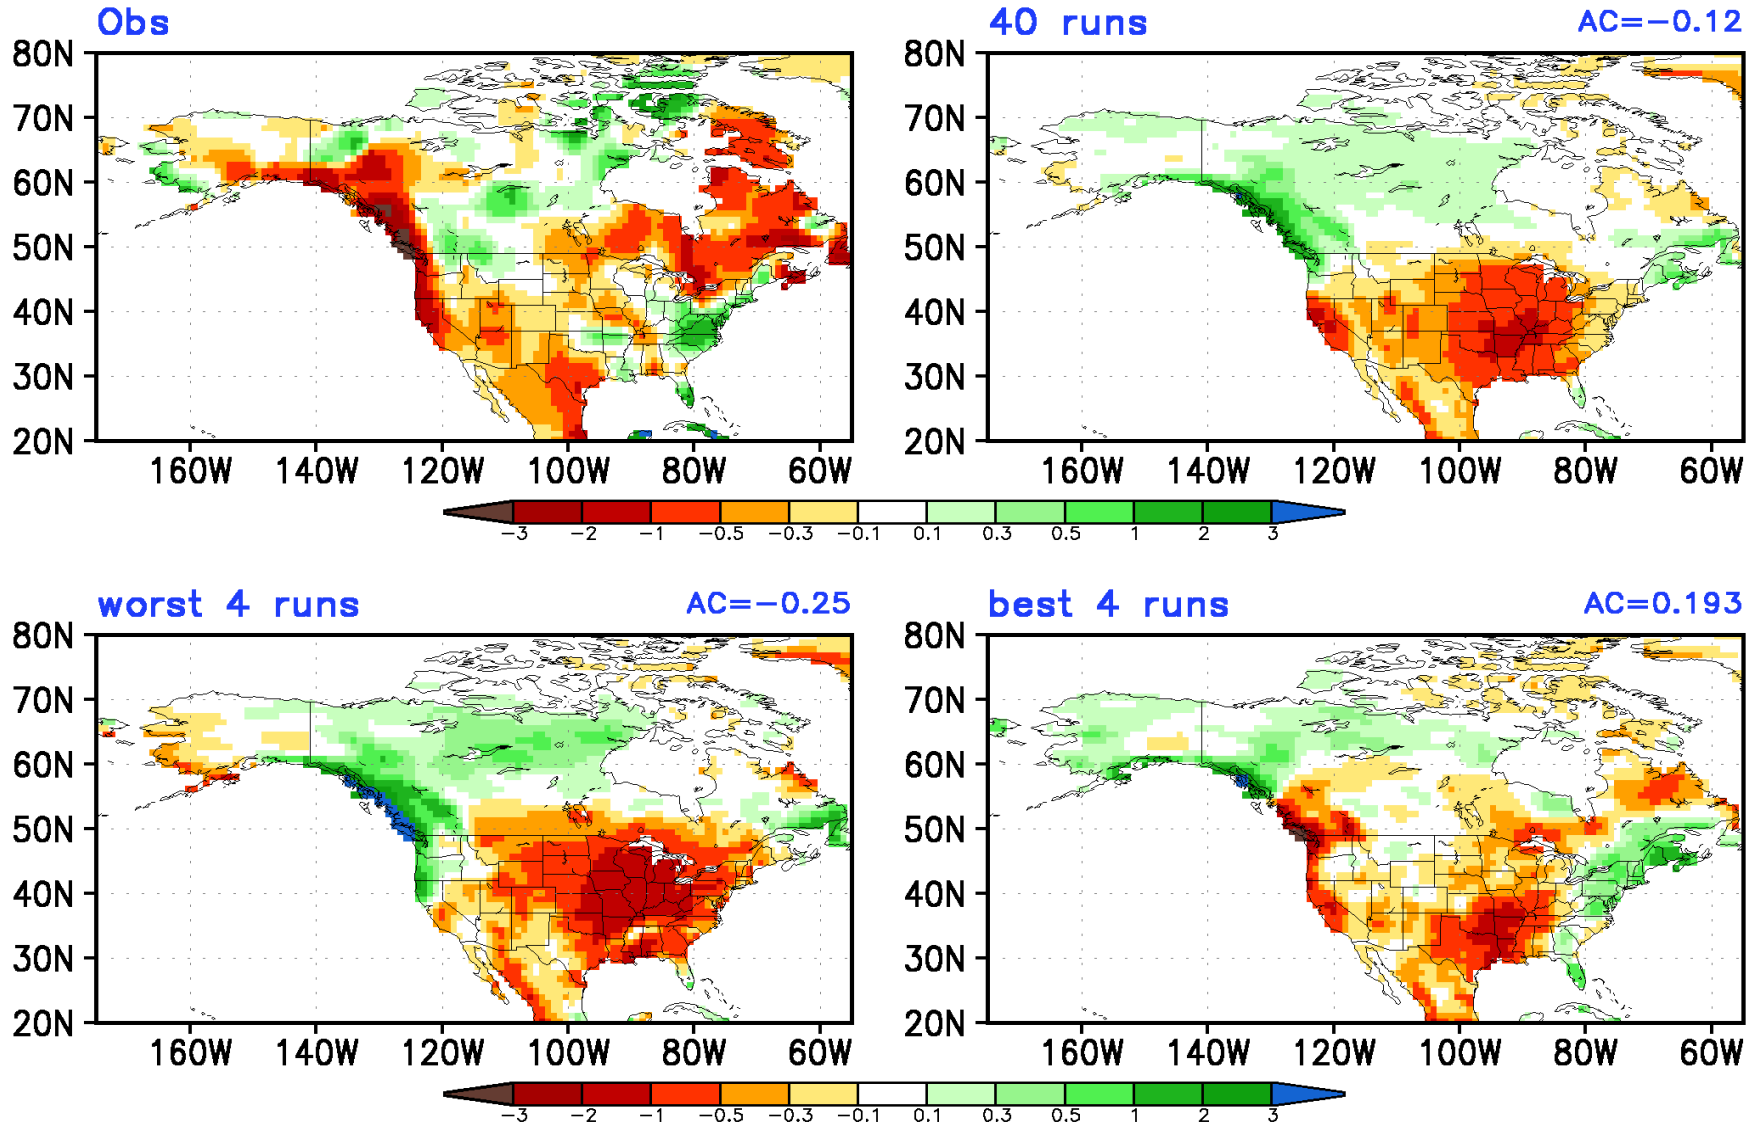 Obs
40 runs AC=-0.12
80N 80N
70N 70N
60N 60N
50N 50N
40N 40N
30N 30N
20N 20N
160W 140W 120W 100W 80W 60W 160W 140W 120W 100W 80W 60W
-3 -2 -1 -0.5 -0.3 -0.1 0.1 0.3 0.5 1 2 3
worst 4 runs AC=-0.25
best 4 runs AC=0.193
80N 80N
70N 70N
60N 60N
50N 50N
40N 40N
30N 30N
20N 20N
160W 140W 120W 100W 80W 60W 160W 140W 120W 100W 80W 60W
-3 -2 -1 -0.5 -0.3 -0.1 0.1 0.3 0.5 1 2 3